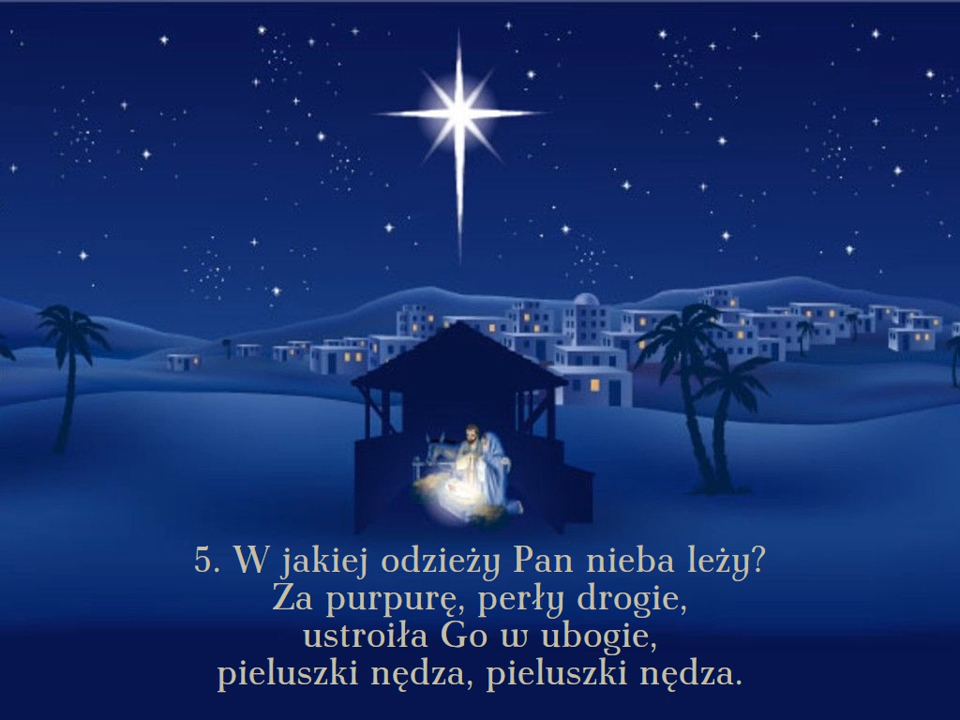 5. W jakiej odzieży Pan nieba leży?
Za purpurę, perły drogie,
ustroiła Go w ubogie,
pieluszki nędza, pieluszki nędza.